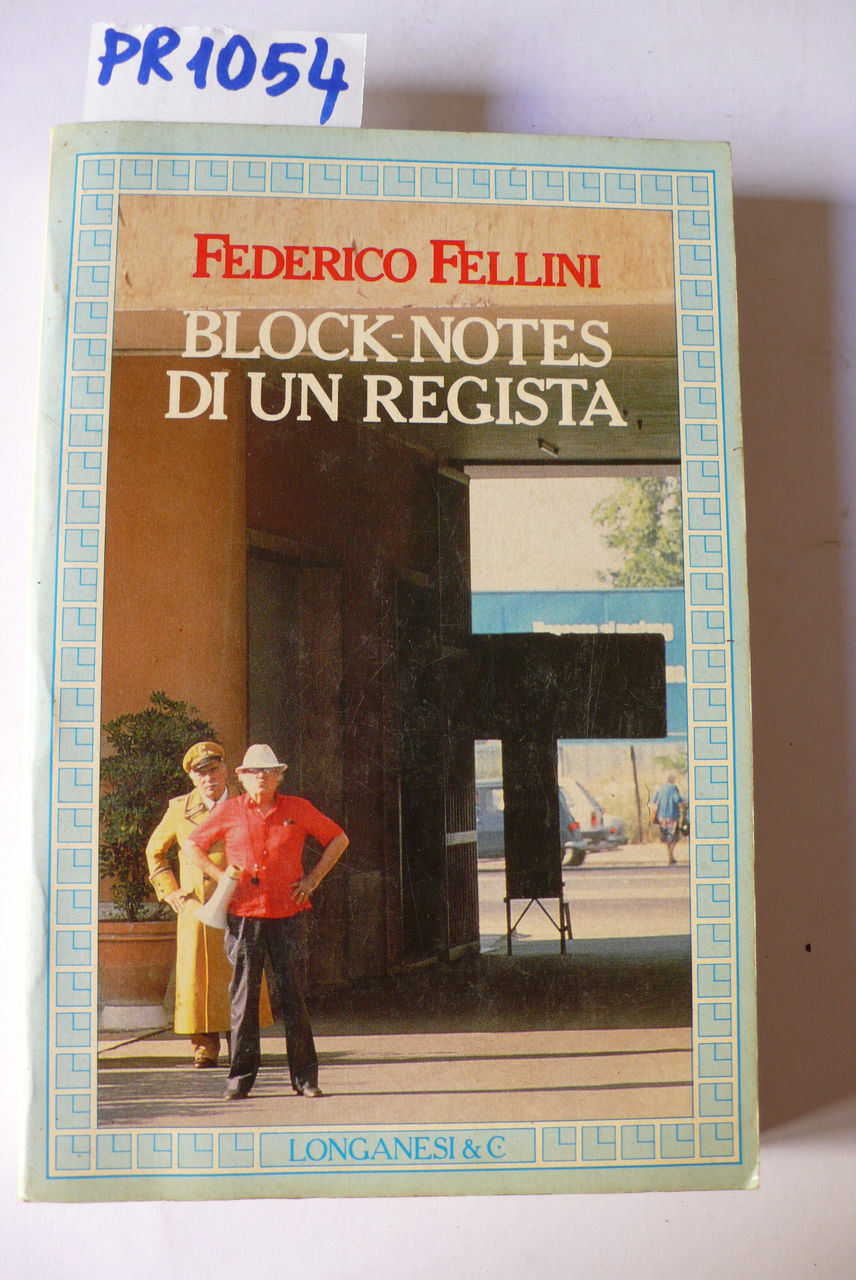 PR1054
FEDERICO FELLINI
BLOCK-NOTES
DI UN REGISTA
LONGANESI & C.